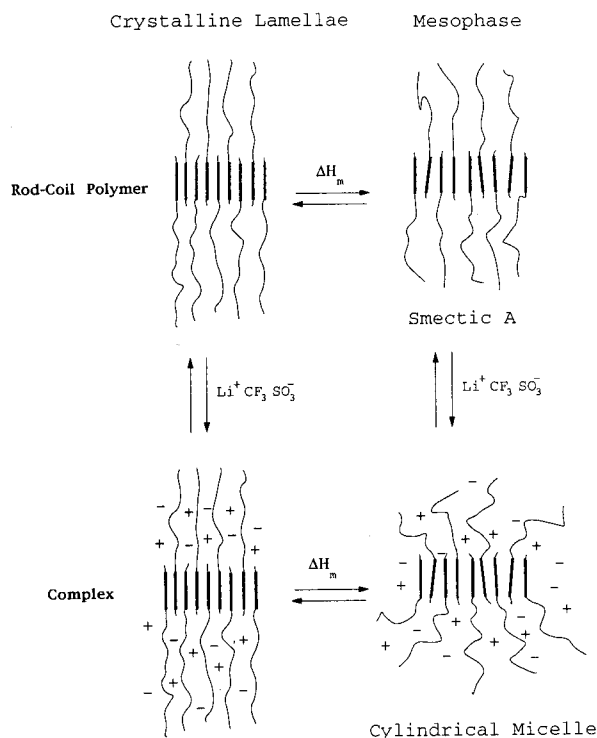 Crystalline Lamellae Mesophase
Rod-Coil Polymer
ΔHm
Smectic A
Li⁺ CF₃ SO₃⁻
Li⁺ CF₃ SO₃⁻
Complex
ΔHm
Cylindrical Micelle